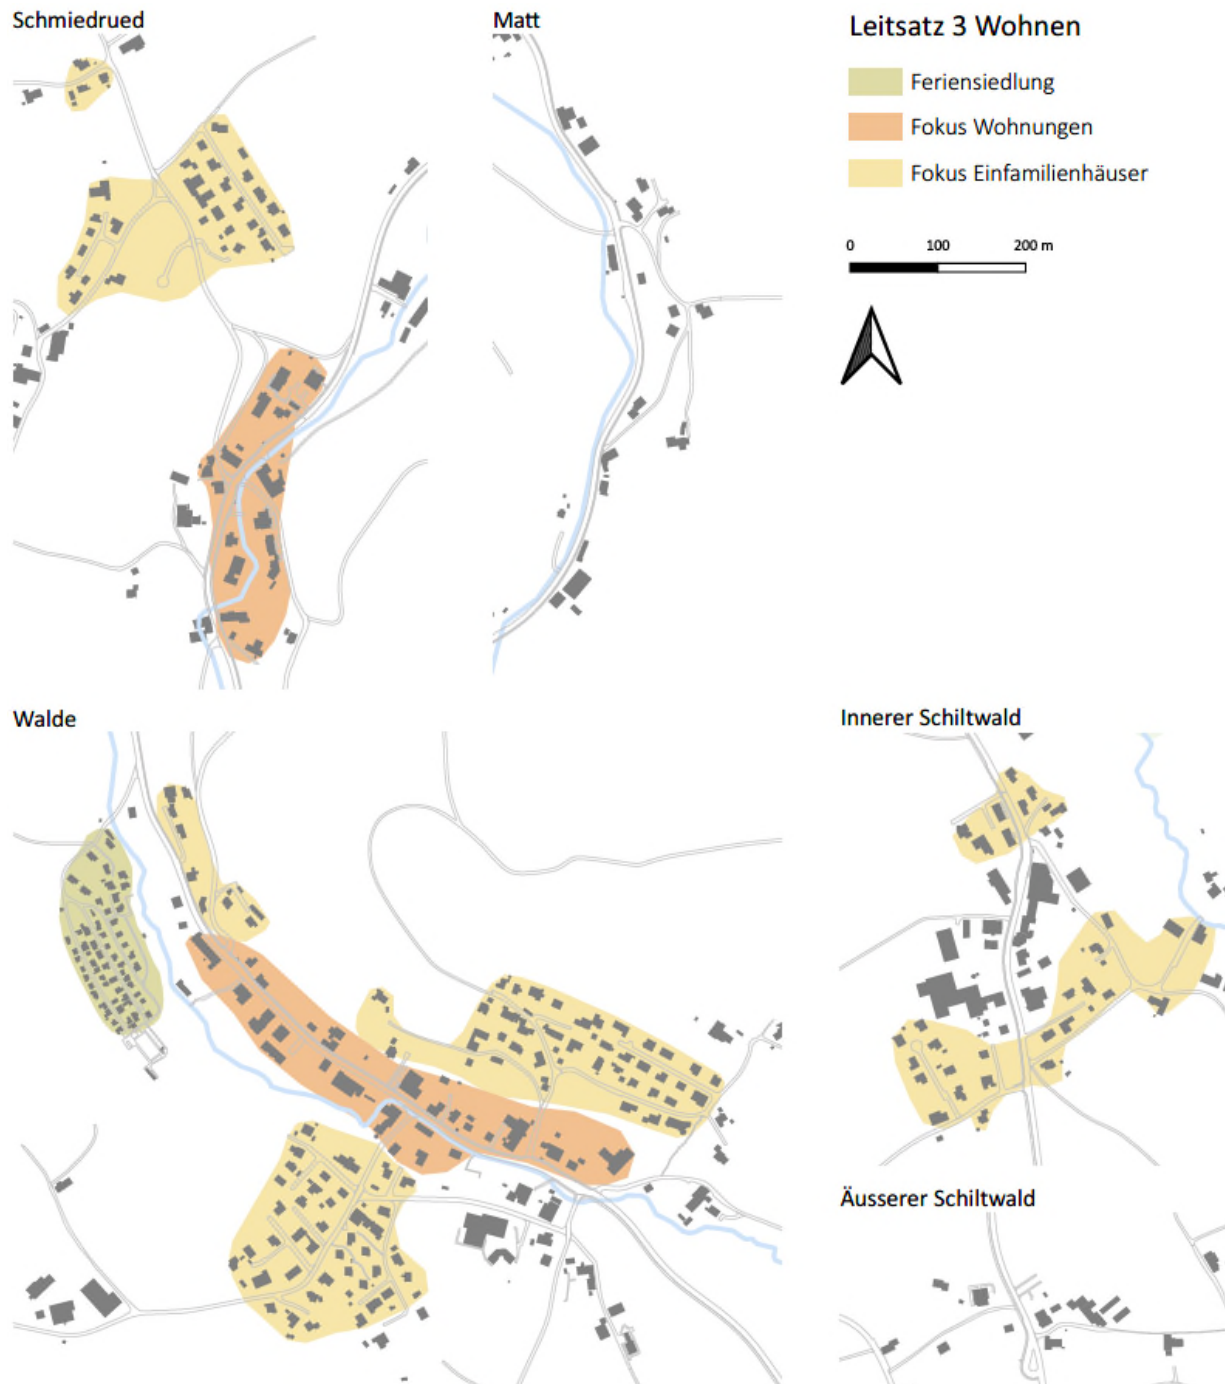 Schmiedrued
Matt
Leitsatz 3 Wohnen
Feriensiedlung
Fokus Wohnungen
Fokus Einfamilienhäuser
0 100 200 m
Walde
Innerer Schiltwald
Äusserer Schiltwald